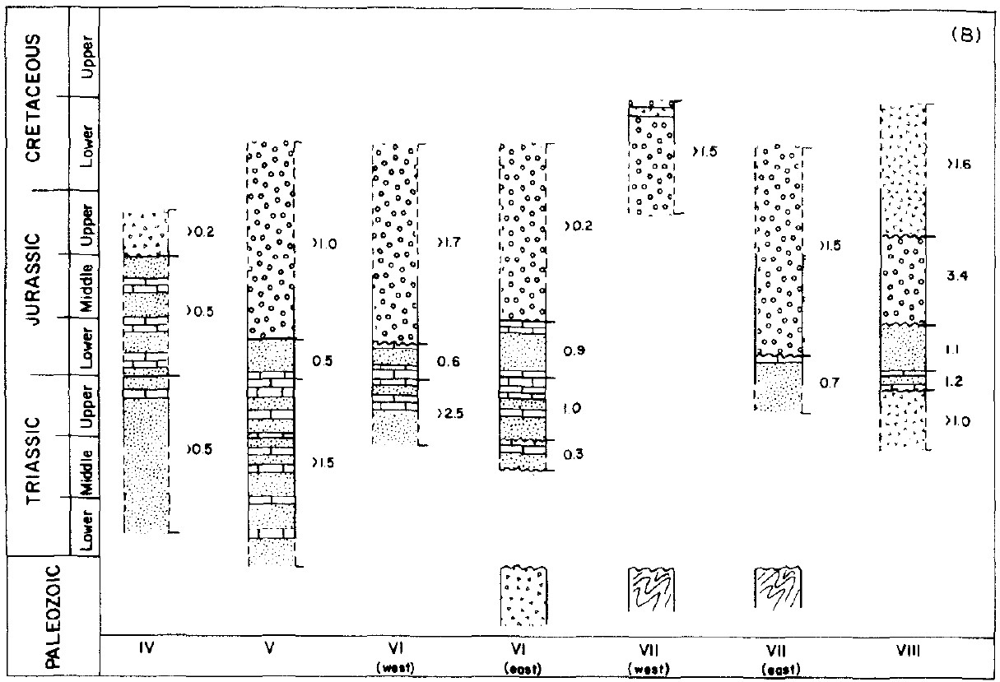 (B)
CRETACEOUS
Upper
Lower
JURASSIC
Upper
Middle
Lower
TRIASSIC
Upper
Middle
Lower
PALEOZOIC
>0.2
>0.5
>0.5
>1.0
0.5
>1.5
>1.7
0.6
>2.5
>0.2
0.9
1.0
0.3
>1.5
>1.5
0.7
>1.6
3.4
1.1
1.2
>1.0
IV V VI VI VII VII VIII
(west) (east) (west) (east)